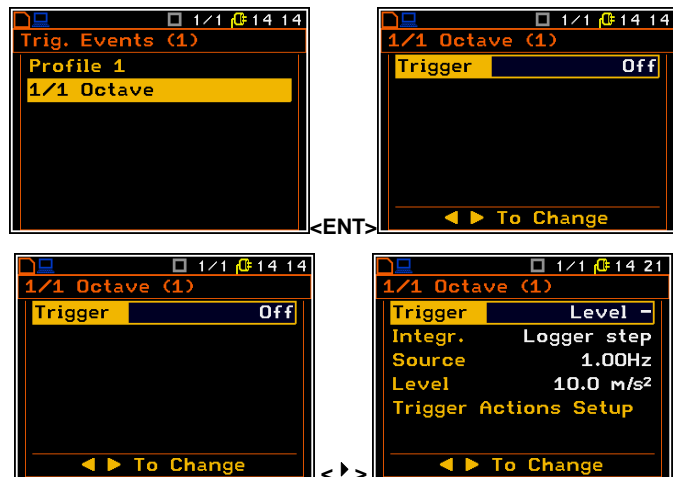 1/1 14 14
Trig. Events (1)
Profile 1
1/1 Octave
<ENT>
1/1 14 14
1/1 Octave (1)
Trigger Off
◀ ▶ To Change
1/1 14 14
1/1 Octave (1)
Trigger Off
◀ ▶ To Change
<▶>
1/1 14 21
1/1 Octave (1)
Trigger Level -
Integr. Logger step
Source 1.00Hz
Level 10.0 m/s²
Trigger Actions Setup
◀ ▶ To Change